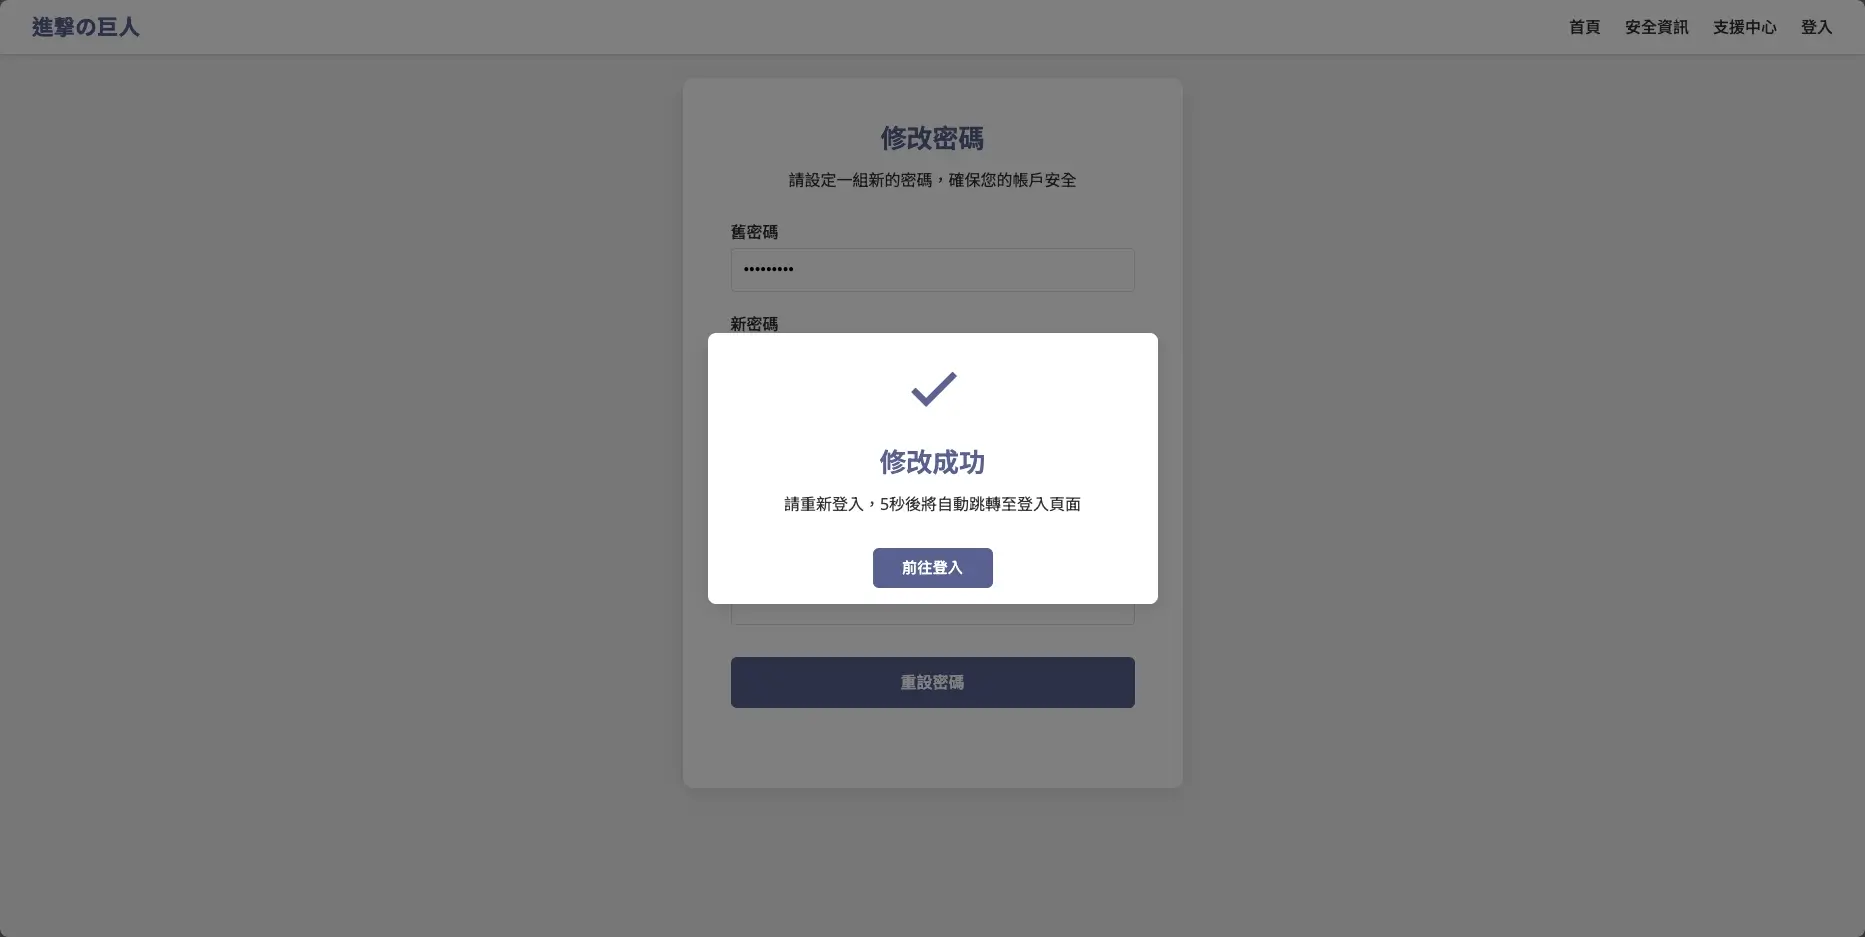 進撃の巨人
首頁 安全資訊 支援中心 登入
修改密碼
請設定一組新的密碼，確保您的帳戶安全
舊密碼
•••••••••
新密碼
修改成功
請重新登入，5秒後將自動跳轉至登入頁面
前往登入
重設密碼